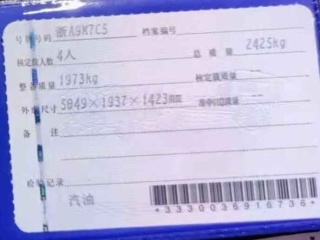 号牌号码 浙A9M7C5 档案编号
核定载人数 4人 总质量 2425kg
整备质量 1973kg 核定载质量 --
外廓尺寸 5049×1937×1423mm 准牵引总质量 --
备注
检验记录
汽油
*3330036916736*